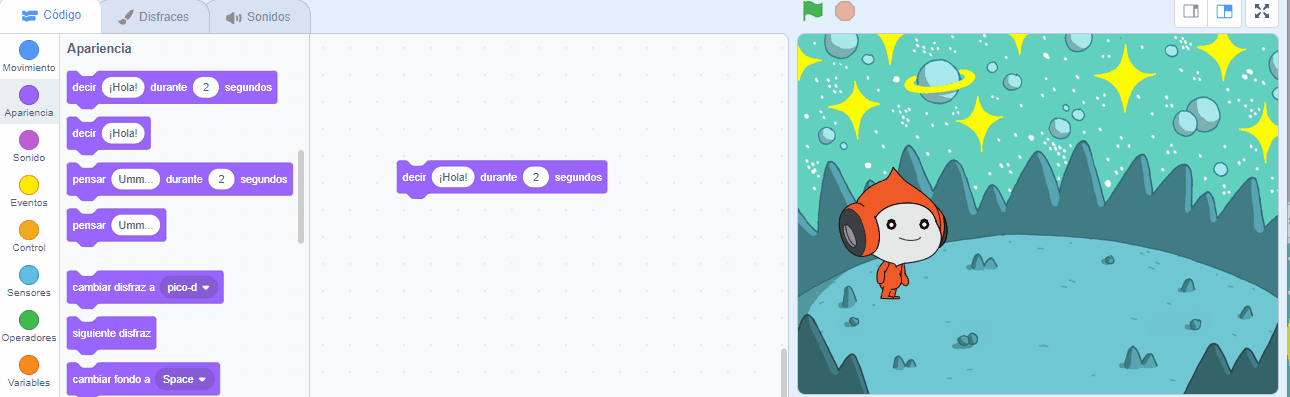 Código
Disfraces
Sonidos
Movimiento
Apariencia
Sonido
Eventos
Control
Sensores
Operadores
Variables
Apariencia
decir ¡Hola! durante 2 segundos
decir ¡Hola!
pensar Umm... durante 2 segundos
pensar Umm...
cambiar disfraz a pico-d
siguiente disfraz
cambiar fondo a Space
decir ¡Hola! durante 2 segundos